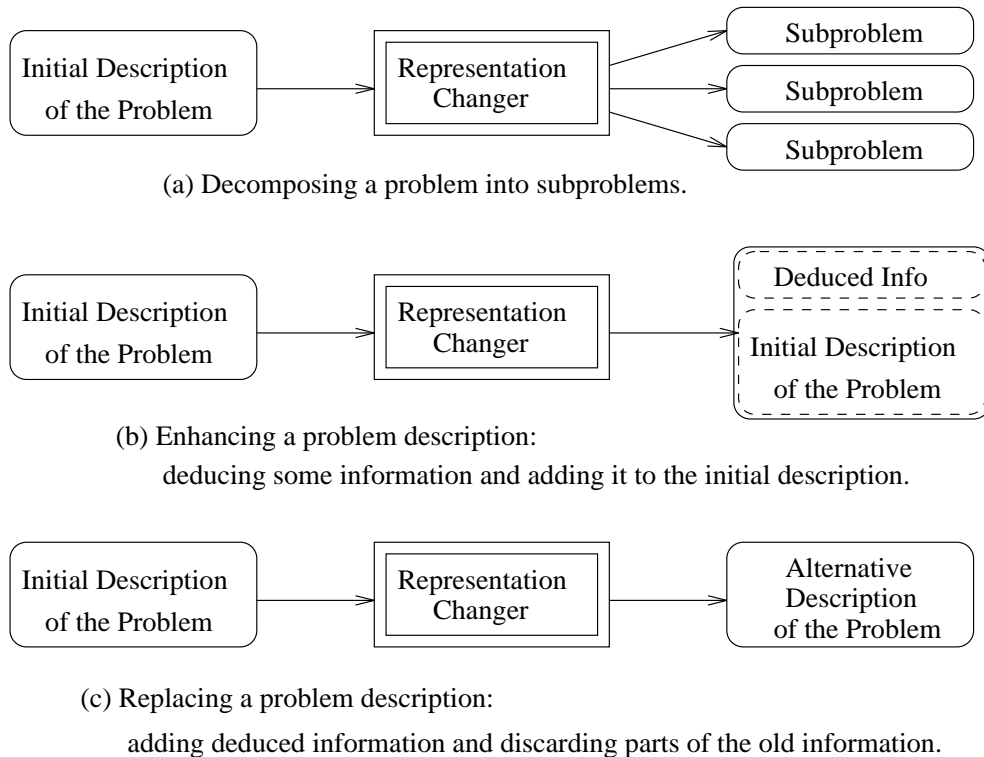 Initial Description
of the Problem
Representation
Changer
Subproblem
Subproblem
Subproblem
(a) Decomposing a problem into subproblems.
Initial Description
of the Problem
Representation
Changer
Deduced Info
Initial Description
of the Problem
(b) Enhancing a problem description:
deducing some information and adding it to the initial description.
Initial Description
of the Problem
Representation
Changer
Alternative
Description
of the Problem
(c) Replacing a problem description:
adding deduced information and discarding parts of the old information.